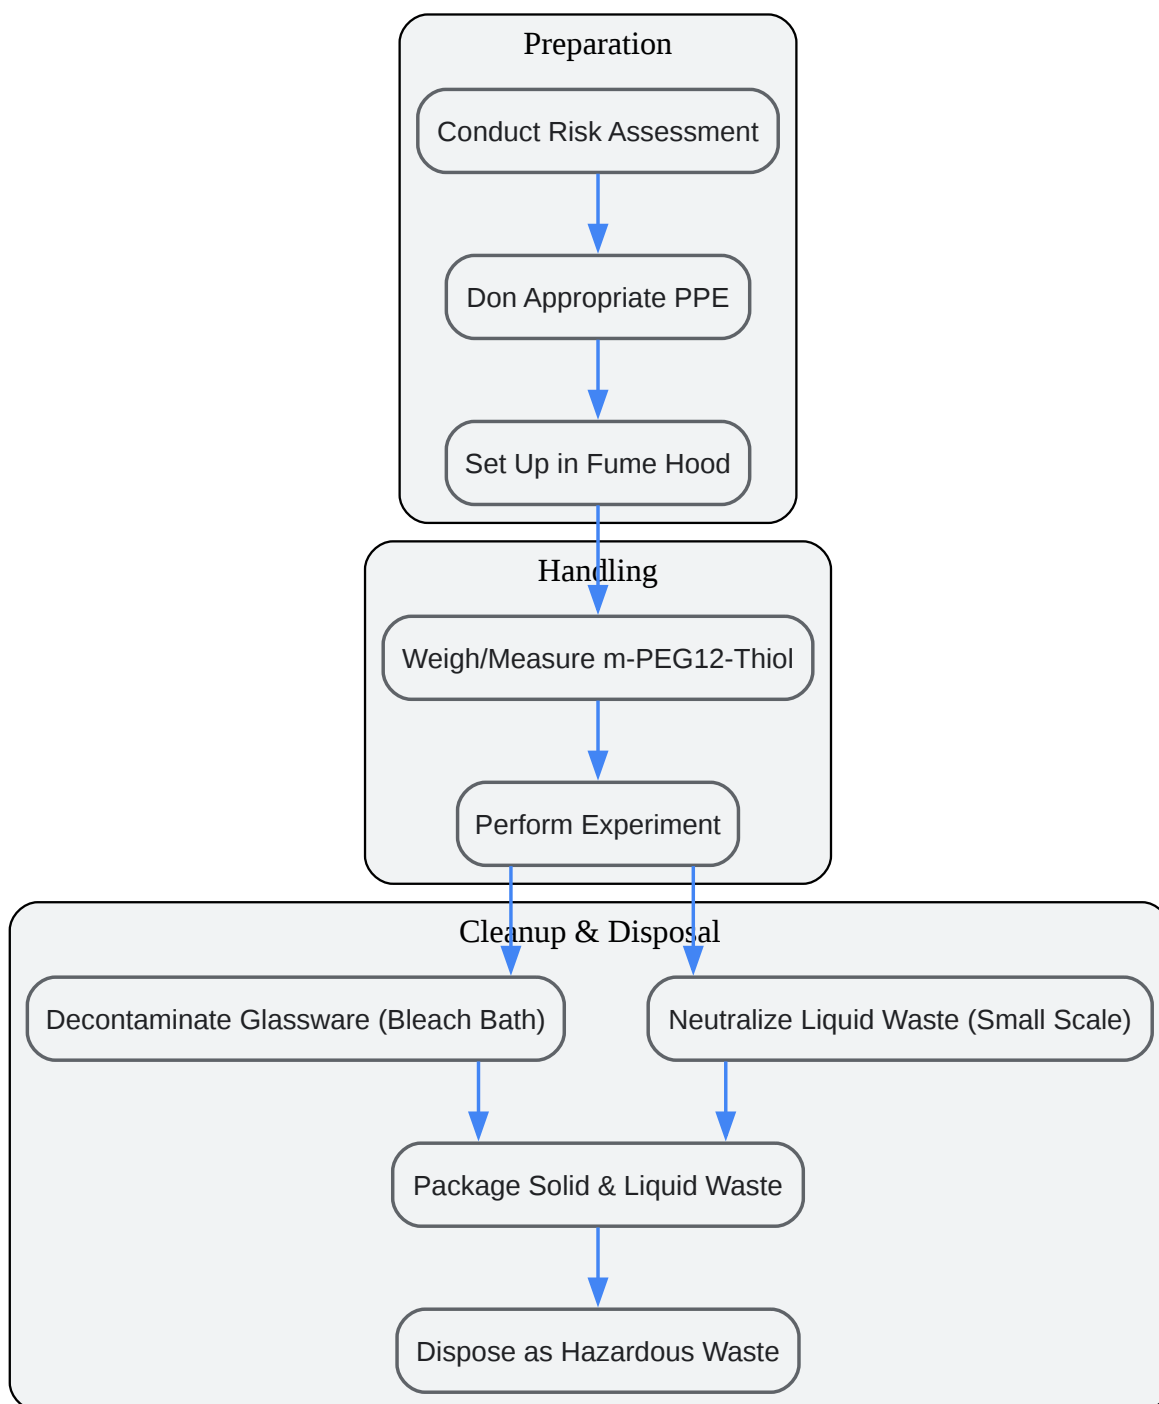 Preparation
Conduct Risk Assessment
Don Appropriate PPE
Set Up in Fume Hood
Handling
Weigh/Measure m-PEG12-Thiol
Perform Experiment
Cleanup & Disposal
Decontaminate Glassware (Bleach Bath)
Neutralize Liquid Waste (Small Scale)
Package Solid & Liquid Waste
Dispose as Hazardous Waste